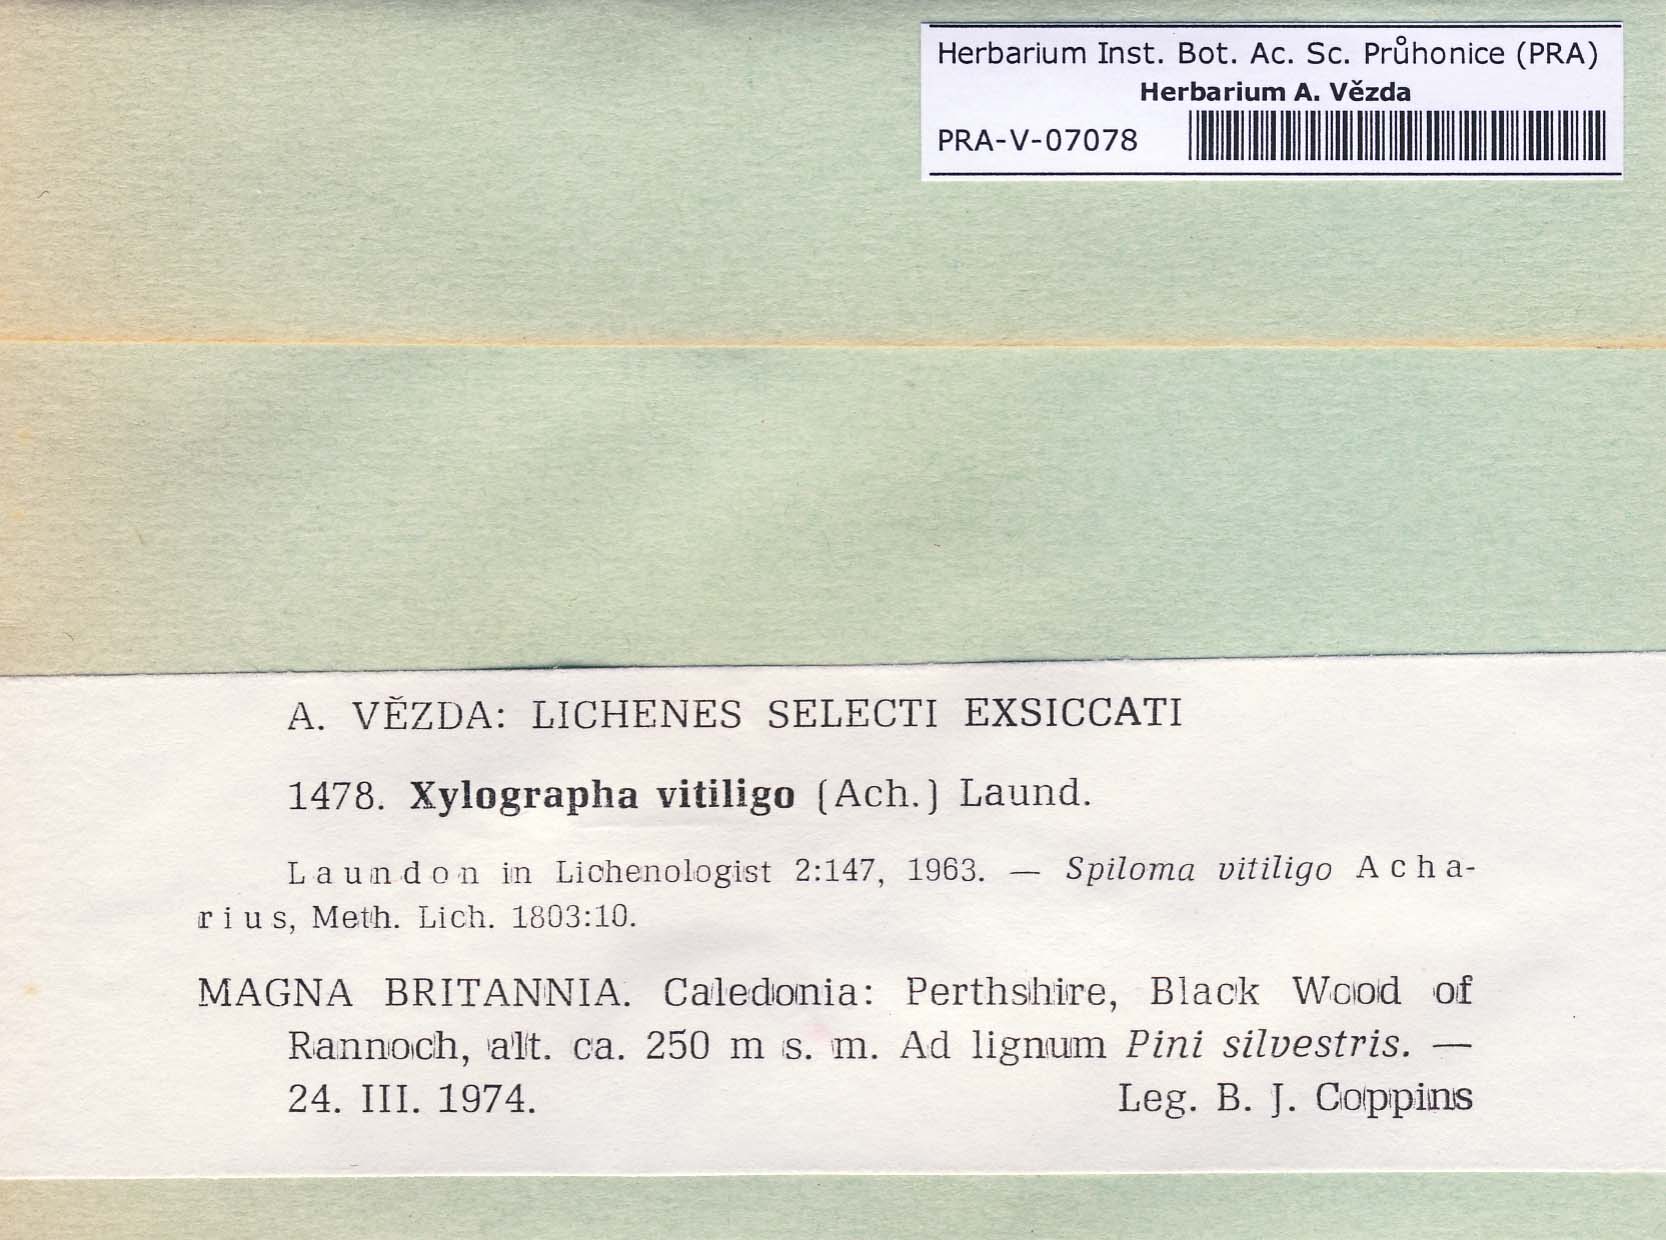 Herbarium Inst. Bot. Ac. Sc. Průhonice (PRA)
Herbarium A. Vězda
PRA-V-07078
A. VĚZDA: LICHENES SELECTI EXSICCATI
1478. Xylographa vitiligo (Ach.) Laund.
Laundon in Lichenologist 2:147, 1963. — Spiloma vitiligo Acha-
rius, Meth. Lich. 1803:10.
MAGNA BRITANNIA. Caledonia: Perthshire, Black Wood of
Rannoch, alt. ca. 250 m s. m. Ad lignum Pini silvestris. —
24. III. 1974. Leg. B. J. Coppins